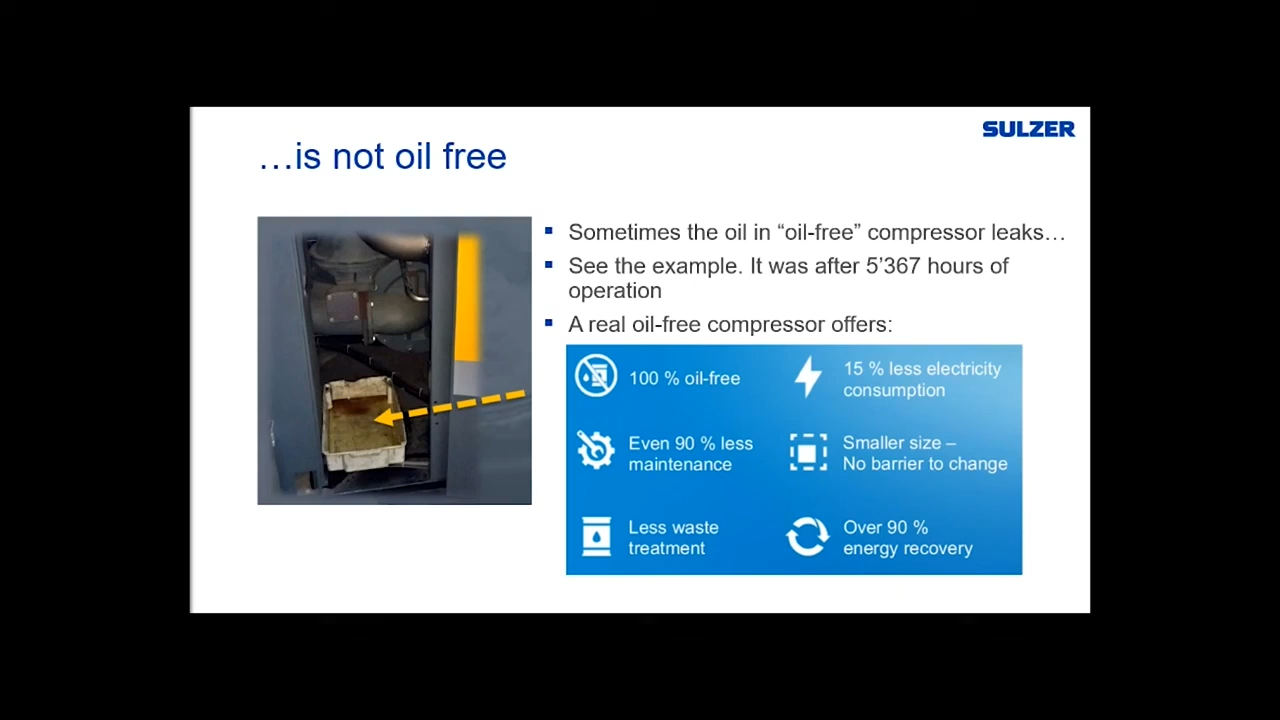 SULZER
…is not oil free
Sometimes the oil in “oil-free” compressor leaks…
See the example. It was after 5’367 hours of
operation
A real oil-free compressor offers:
100 % oil-free
15 % less electricity
consumption
Even 90 % less
maintenance
Smaller size –
No barrier to change
Less waste
treatment
Over 90 %
energy recovery